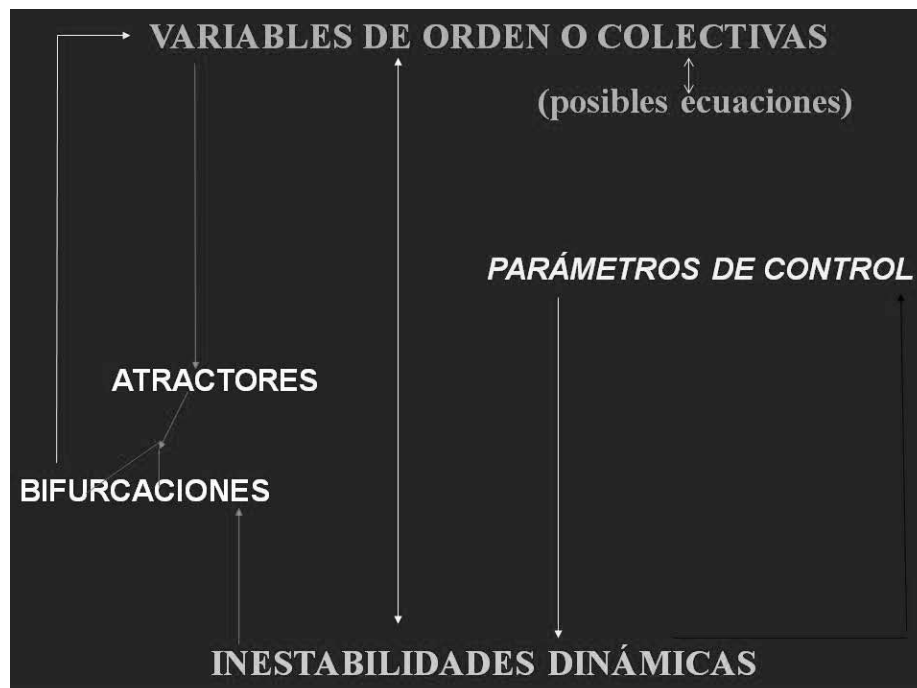 VARIABLES DE ORDEN O COLECTIVAS
(posibles ecuaciones)
PARÁMETROS DE CONTROL
ATRACTORES
BIFURCACIONES
INESTABILIDADES DINÁMICAS